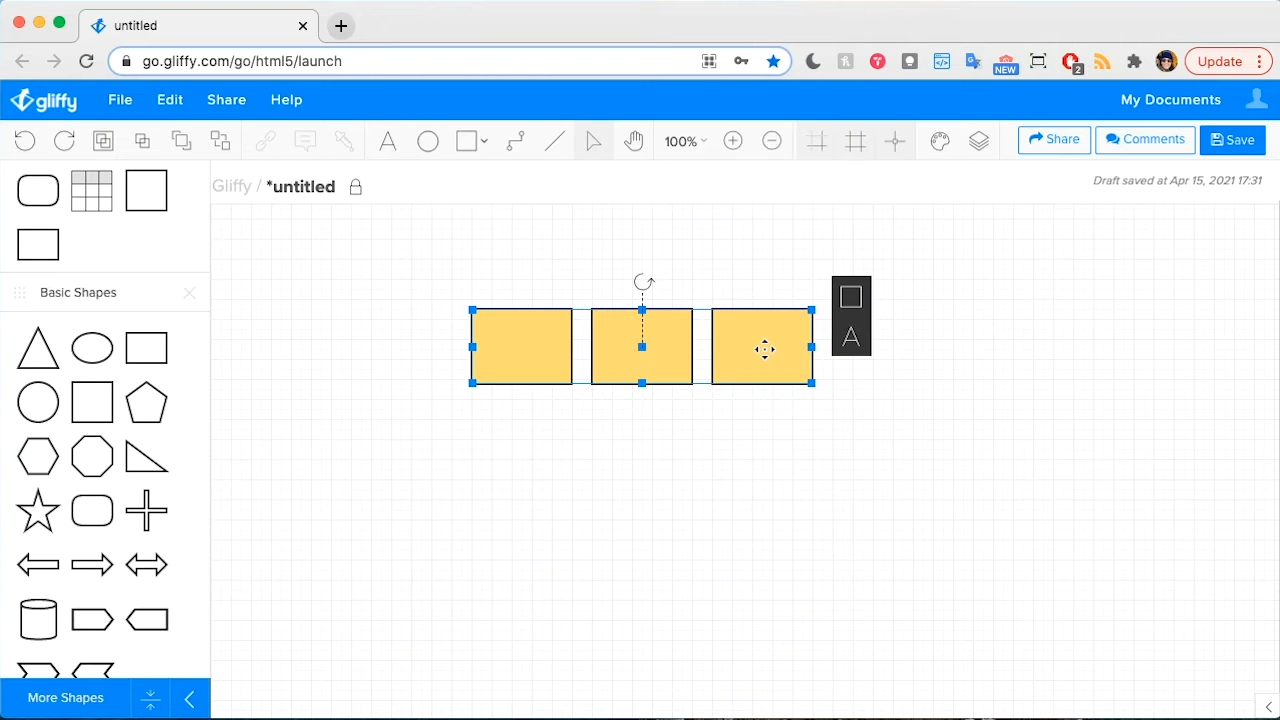 untitled
go.gliffy.com/go/html5/launch
2
NEW
Update
gliffy
File Edit Share Help
My Documents
A
100%
Share
Comments
Save
Gliffy / *untitled
Draft saved at Apr 15, 2021 17:31
Basic Shapes
A
More Shapes